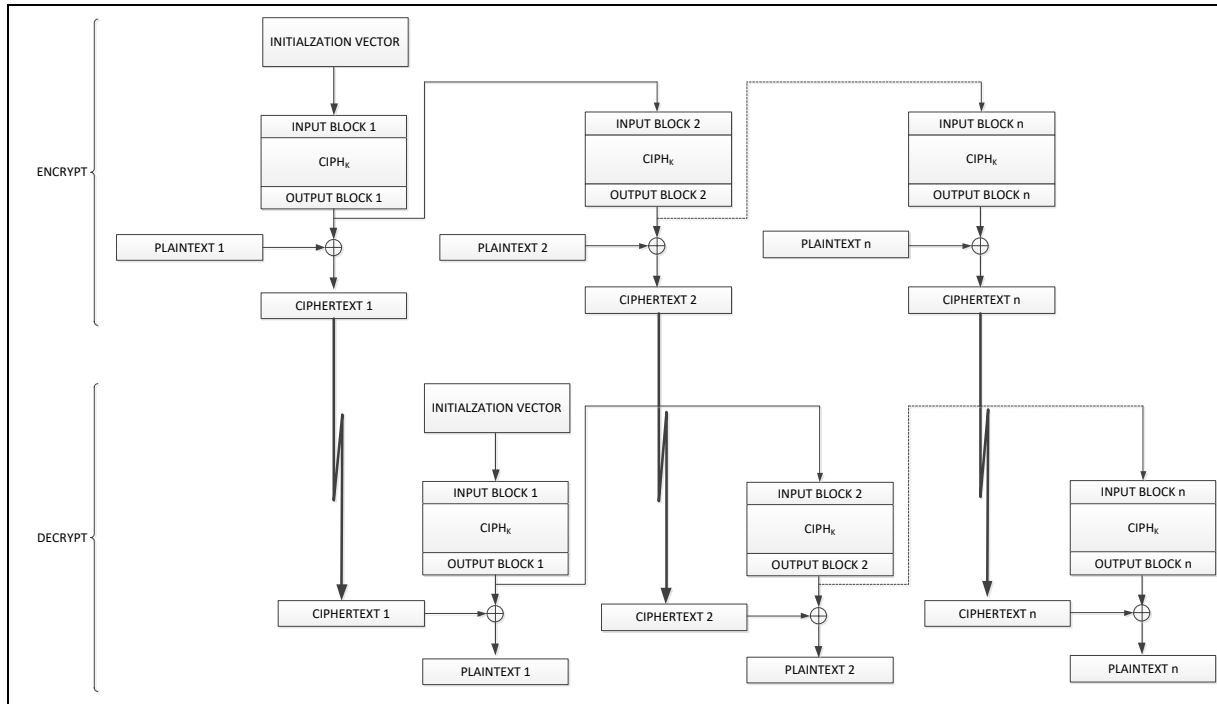 INITIALZATION VECTOR
INPUT BLOCK 1
INPUT BLOCK 2
INPUT BLOCK n
CIPHK
CIPHK
CIPHK
ENCRYPT
OUTPUT BLOCK 1
OUTPUT BLOCK 2
OUTPUT BLOCK n
PLAINTEXT 1
PLAINTEXT 2
PLAINTEXT n
CIPHERTEXT 1
CIPHERTEXT 2
CIPHERTEXT n
INITIALZATION VECTOR
INPUT BLOCK 1
INPUT BLOCK 2
INPUT BLOCK n
CIPHK
CIPHK
CIPHK
DECRYPT
OUTPUT BLOCK 1
OUTPUT BLOCK 2
OUTPUT BLOCK n
CIPHERTEXT 1
CIPHERTEXT 2
CIPHERTEXT n
PLAINTEXT 1
PLAINTEXT 2
PLAINTEXT n